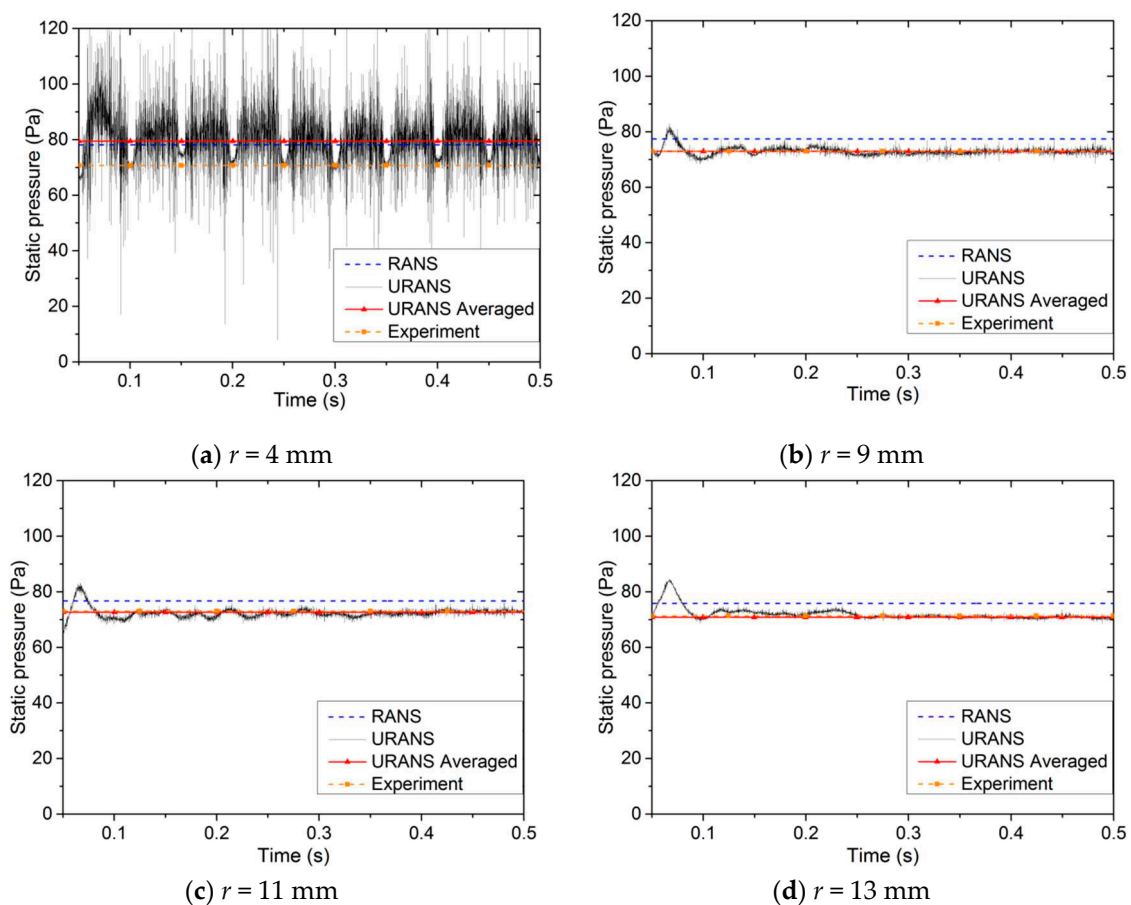 120
100
80
60
40
20
0
Static pressure (Pa)
0.1 0.2 0.3 0.4 0.5
Time (s)
RANS
URANS
URANS Averaged
Experiment
(a) r = 4 mm
120
100
80
60
40
20
0
Static pressure (Pa)
0.1 0.2 0.3 0.4 0.5
Time (s)
RANS
URANS
URANS Averaged
Experiment
(b) r = 9 mm
120
100
80
60
40
20
0
Static pressure (Pa)
0.1 0.2 0.3 0.4 0.5
Time (s)
RANS
URANS
URANS Averaged
Experiment
(c) r = 11 mm
120
100
80
60
40
20
0
Static pressure (Pa)
0.1 0.2 0.3 0.4 0.5
Time (s)
RANS
URANS
URANS Averaged
Experiment
(d) r = 13 mm